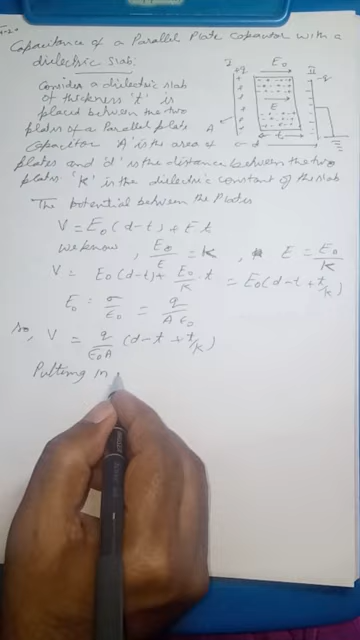 Capacitance of a Parallel Plate capacitor with a
dielectric slab:
Consider a dielectric slab
of thickness 't' is
placed between the two
plates of a Parallel plate
capacitor 'A' is the area of
plates and 'd' is the distance between the two
plates 'K' is the dielectric constant of the slab
I E₀ II
+q -q
E
A
t
d
The potential between the Plates
V = E₀(d-t) + E t
we know, E₀/E = K, E = E₀/K
V = E₀(d-t) + E₀/K · t = E₀(d-t+t/K)
E₀ = σ/ε₀ = q/Aε₀
So, V = q/ε₀A (d-t+t/K)
Putting in